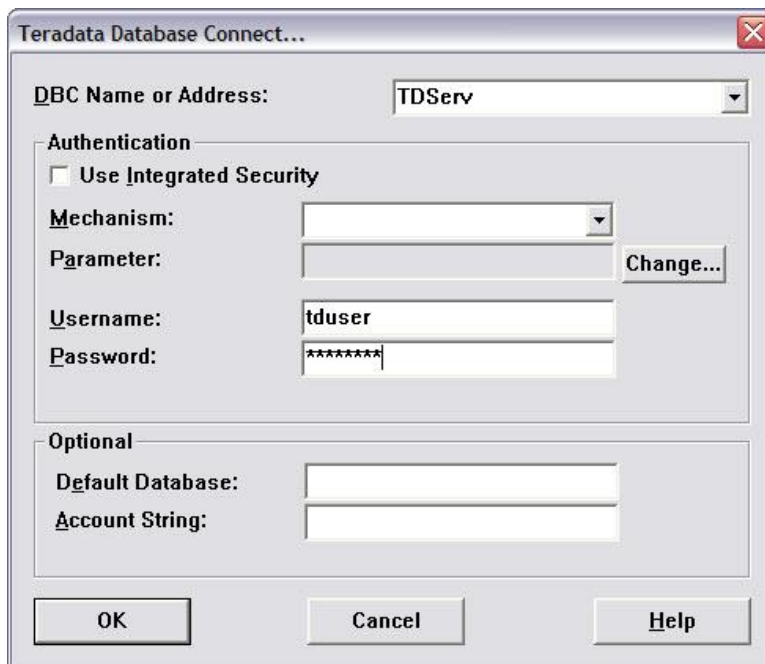 Teradata Database Connect...
DBC Name or Address: TDServ
Authentication
Use Integrated Security
Mechanism:
Parameter: Change...
Username: tduser
Password: ********
Optional
Default Database:
Account String:
OK Cancel Help